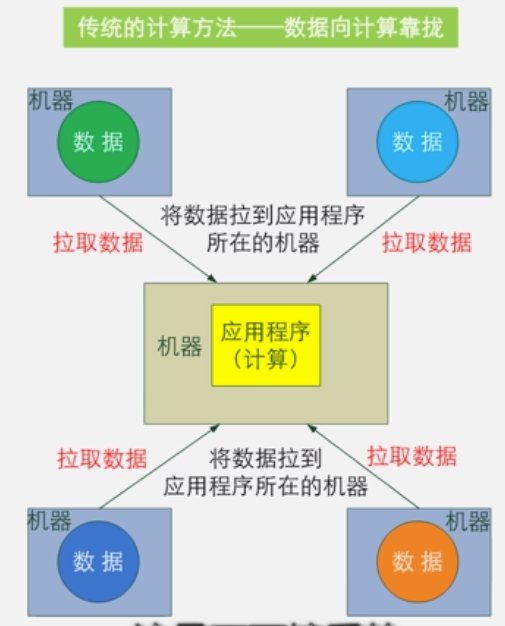 传统的计算方法——数据向计算靠拢
机器
数据
机器
数据
将数据拉到应用程序
所在的机器
拉取数据
拉取数据
机器
应用程序
（计算）
拉取数据
将数据拉到
应用程序所在的机器
拉取数据
机器
数据
机器
数据